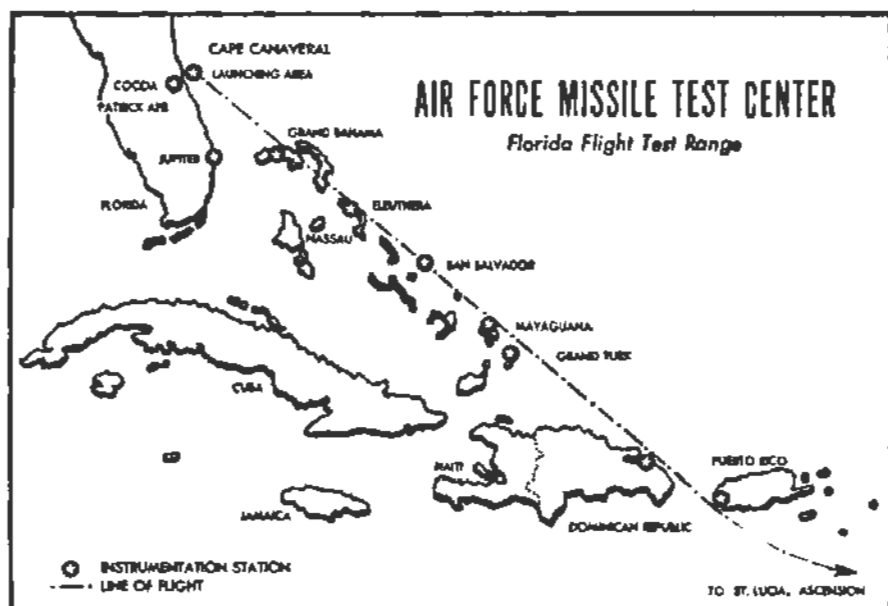 CAPE CANAVERAL
LAUNCHING AREA
COCOA
PATRICK AFB
AIR FORCE MISSILE TEST CENTER
Florida Flight Test Range
GRAND BAHAMA
JUPITER
FLORIDA
ELEUTHERA
NASSAU
SAN SALVADOR
MAYAGUANA
GRAND TURK
CUBA
HAITI
PUERTO RICO
JAMAICA
DOMINICAN REPUBLIC
INSTRUMENTATION STATION
LINE OF FLIGHT
TO ST. LUCIA, ASCENSION